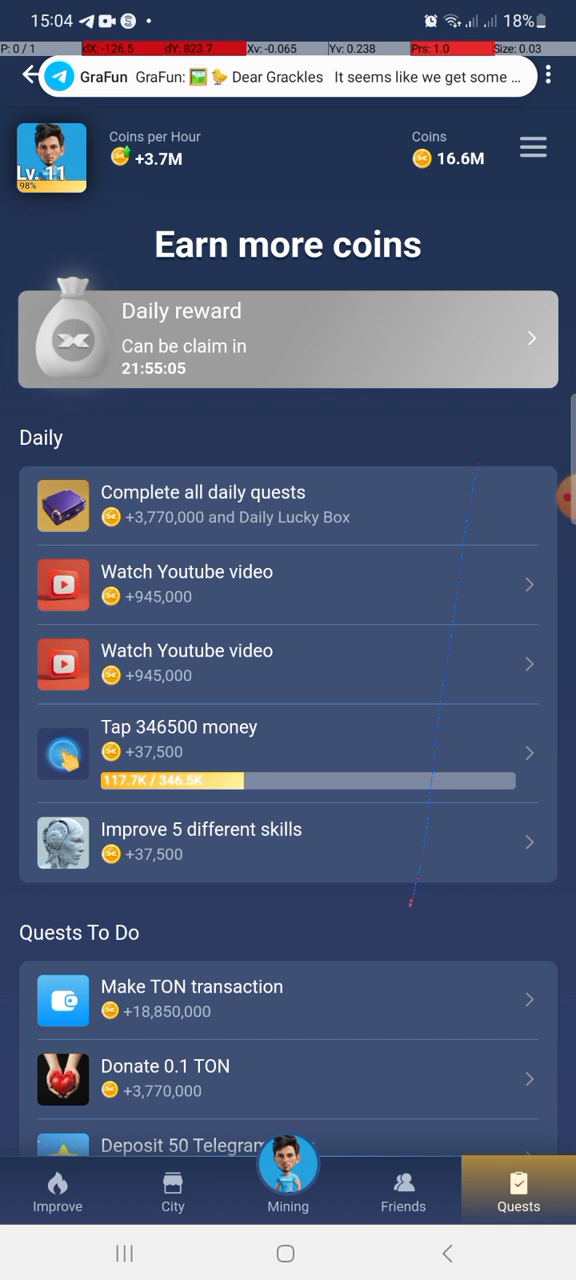 15:04
18%
P: 0 / 1 dX: -126.5 dY: 823.7 Xv: -0.065 Yv: 0.238 Prs: 1.0 Size: 0.03
GraFun GraFun: 🖼️ 🐤 Dear Grackles It seems like we get some ...
Coins per Hour
+3.7M
Coins
16.6M
Lv. 11
98%
Earn more coins
Daily reward
Can be claim in
21:55:05
Daily
Complete all daily quests
+3,770,000 and Daily Lucky Box
Watch Youtube video
+945,000
Watch Youtube video
+945,000
Tap 346500 money
+37,500
117.7K / 346.5K
Improve 5 different skills
+37,500
Quests To Do
Make TON transaction
+18,850,000
Donate 0.1 TON
+3,770,000
Deposit 50 Telegram
Improve City Mining Friends Quests